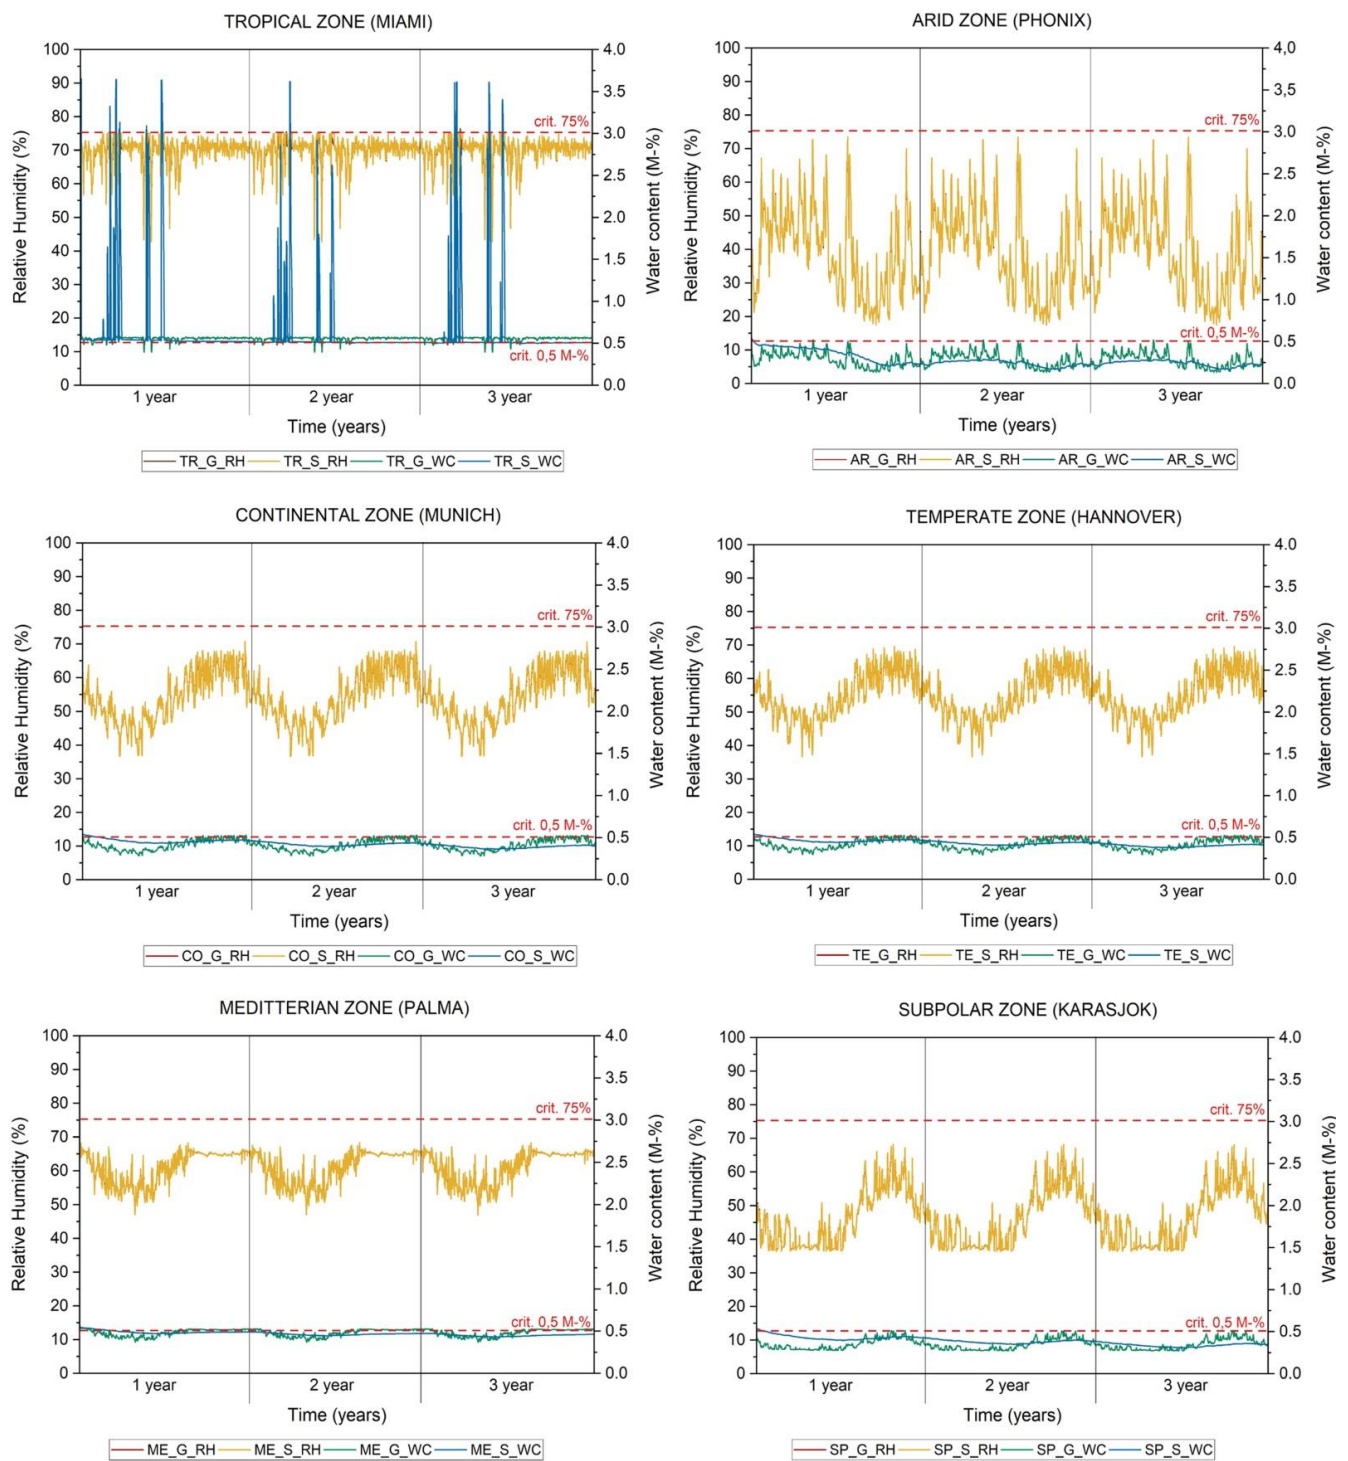 TROPICAL ZONE (MIAMI)
100
90
80
70
60
50
40
30
20
10
0
Relative Humidity (%)
4.0
3.5
3.0
2.5
2.0
1.5
1.0
0.5
0.0
Water content (M-%)
crit. 75%
crit. 0,5 M-%
1 year
2 year
3 year
Time (years)
TR_G_RH TR_S_RH TR_G_WC TR_S_WC
ARID ZONE (PHONIX)
100
90
80
70
60
50
40
30
20
10
0
Relative Humidity (%)
4,0
3.5
3.0
2.5
2.0
1.5
1.0
0.5
0.0
Water content (M-%)
crit. 75%
crit. 0,5 M-%
1 year
2 year
3 year
Time (years)
AR_G_RH AR_S_RH AR_G_WC AR_S_WC
CONTINENTAL ZONE (MUNICH)
100
90
80
70
60
50
40
30
20
10
0
Relative Humidity (%)
4.0
3.5
3.0
2.5
2.0
1.5
1.0
0.5
0.0
Water content (M-%)
crit. 75%
crit. 0,5 M-%
1 year
2 year
3 year
Time (years)
CO_G_RH CO_S_RH CO_G_WC CO_S_WC
TEMPERATE ZONE (HANNOVER)
100
90
80
70
60
50
40
30
20
10
0
Relative Humidity (%)
4.0
3.5
3.0
2.5
2.0
1.5
1.0
0.5
0.0
Water content (M-%)
crit. 75%
crit. 0,5 M-%
1 year
2 year
3 year
Time (years)
TE_G_RH TE_S_RH TE_G_WC TE_S_WC
MEDITTERIAN ZONE (PALMA)
100
90
80
70
60
50
40
30
20
10
0
Relative Humidity (%)
4.0
3.5
3.0
2.5
2.0
1.5
1.0
0.5
0.0
Water content (M-%)
crit. 75%
crit. 0,5 M-%
1 year
2 year
3 year
Time (years)
ME_G_RH ME_S_RH ME_G_WC ME_S_WC
SUBPOLAR ZONE (KARASJOK)
100
90
80
70
60
50
40
30
20
10
0
Relative Humidity (%)
4.0
3.5
3.0
2.5
2.0
1.5
1.0
0.5
0.0
Water content (M-%)
crit. 75%
crit. 0,5 M-%
1 year
2 year
3 year
Time (years)
SP_G_RH SP_S_RH SP_G_WC SP_S_WC